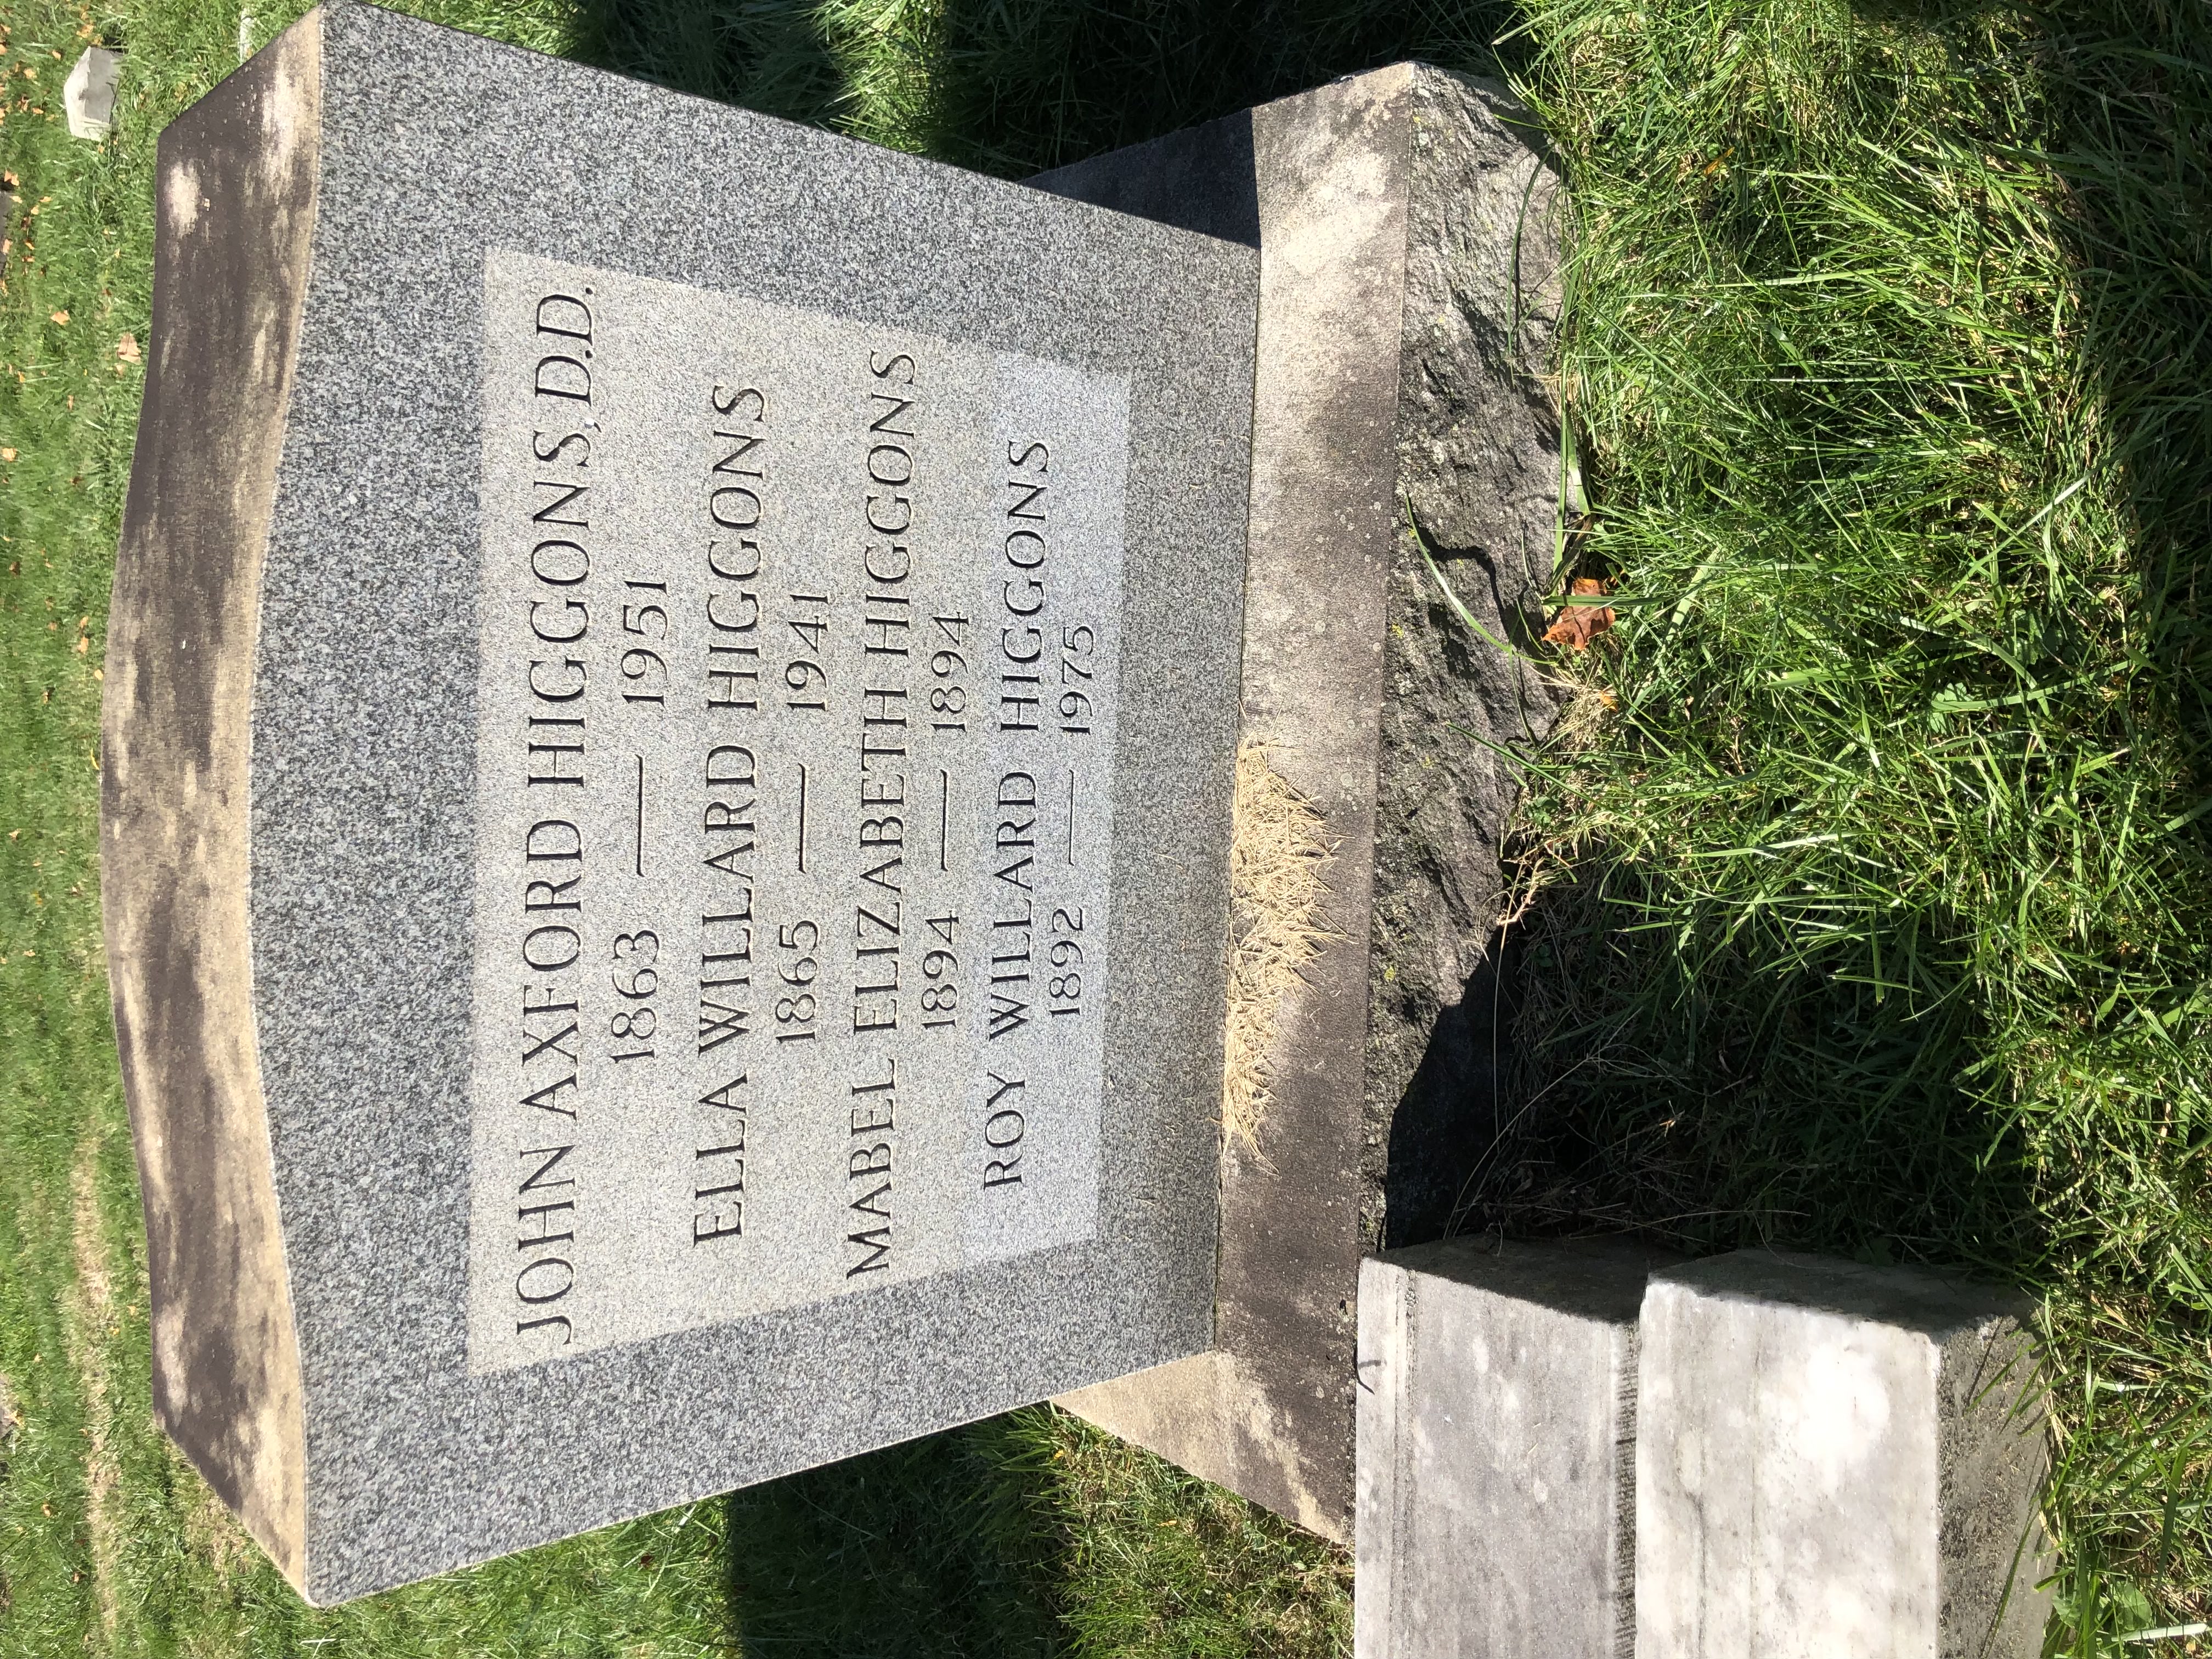 JOHN AXFORD HIGGONS, D.D.
1863 — 1951
ELLA WILLARD HIGGONS
1865 — 1941
MABEL ELIZABETH HIGGONS
1894 — 1894
ROY WILLARD HIGGONS
1892 — 1975